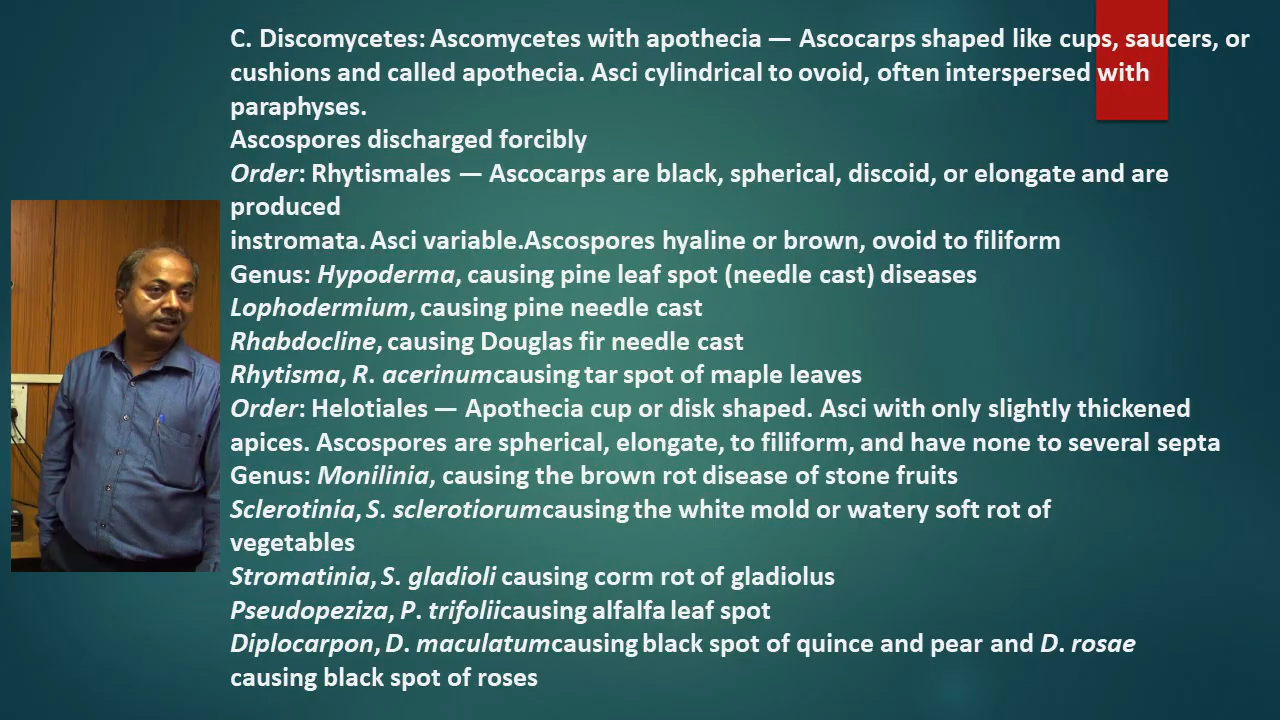 C. Discomycetes: Ascomycetes with apothecia — Ascocarps shaped like cups, saucers, or
cushions and called apothecia. Asci cylindrical to ovoid, often interspersed with
paraphyses.
Ascospores discharged forcibly
Order: Rhytismales — Ascocarps are black, spherical, discoid, or elongate and are
produced
instromata. Asci variable.Ascospores hyaline or brown, ovoid to filiform
Genus: Hypoderma, causing pine leaf spot (needle cast) diseases
Lophodermium, causing pine needle cast
Rhabdocline, causing Douglas fir needle cast
Rhytisma, R. acerinumcausing tar spot of maple leaves
Order: Helotiales — Apothecia cup or disk shaped. Asci with only slightly thickened
apices. Ascospores are spherical, elongate, to filiform, and have none to several septa
Genus: Monilinia, causing the brown rot disease of stone fruits
Sclerotinia, S. sclerotiorumcausing the white mold or watery soft rot of
vegetables
Stromatinia, S. gladioli causing corm rot of gladiolus
Pseudopeziza, P. trifoliicausing alfalfa leaf spot
Diplocarpon, D. maculatumcausing black spot of quince and pear and D. rosae
causing black spot of roses